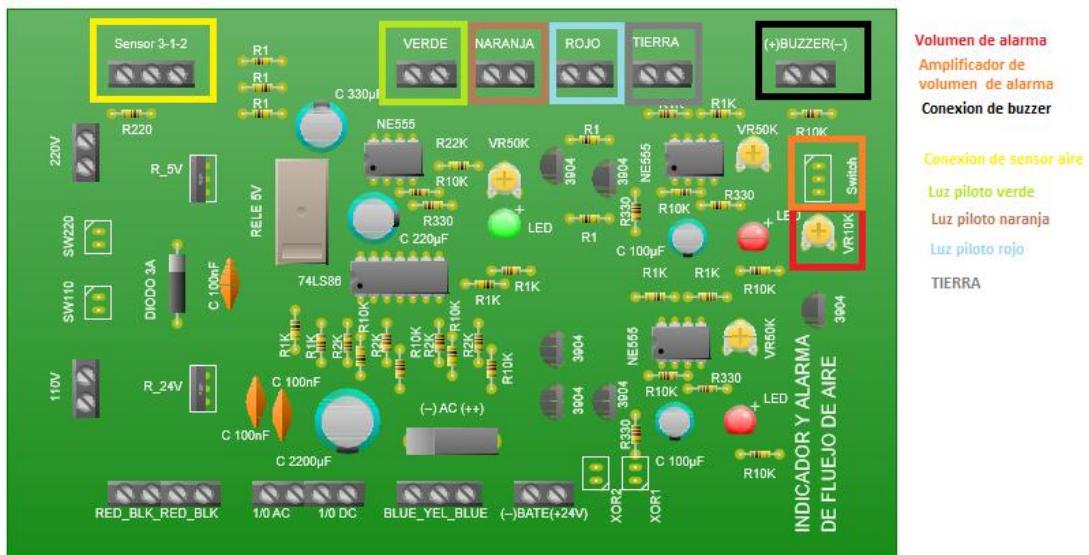 Sensor 3-1-2
VERDE
NARANJA
ROJO
TIERRA
(+)BUZZER(–)
R1
R1
R1
C 330µF
R220
NE555
R22K
VR50K
R10K
R330
R1
3904
3904
R1K
R1K
NE555
VR50K
R10K
Switch
220V
R_5V
RELE 5V
C 220µF
LED
R1
R330
R10K
R330
C 100µF
LED
VR10K
SW220
SW110
DIODO 3A
C 100nF
74LS86
R1K
R1K
R1K
R1K
R10K
R10K
R1K
R1K
R2K
R2K
R10K
R10K
R2K
R2K
R10K
3904
3904
3904
NE555
VR50K
3904
R10K
R330
LED
110V
R_24V
C 100nF
C 100nF
C 2200µF
(–) AC (++)
R330
C 100µF
R10K
XOR2
XOR1
RED_BLK_RED_BLK
1/0 AC
1/0 DC
BLUE_YEL_BLUE
(–)BATE(+24V)
INDICADOR Y ALARMA
DE FLUEJO DE AIRE
Volumen de alarma
Amplificador de
volumen de alarma
Conexion de buzzer
Conexion de sensor aire
Luz piloto verde
Luz piloto naranja
Luz piloto rojo
TIERRA